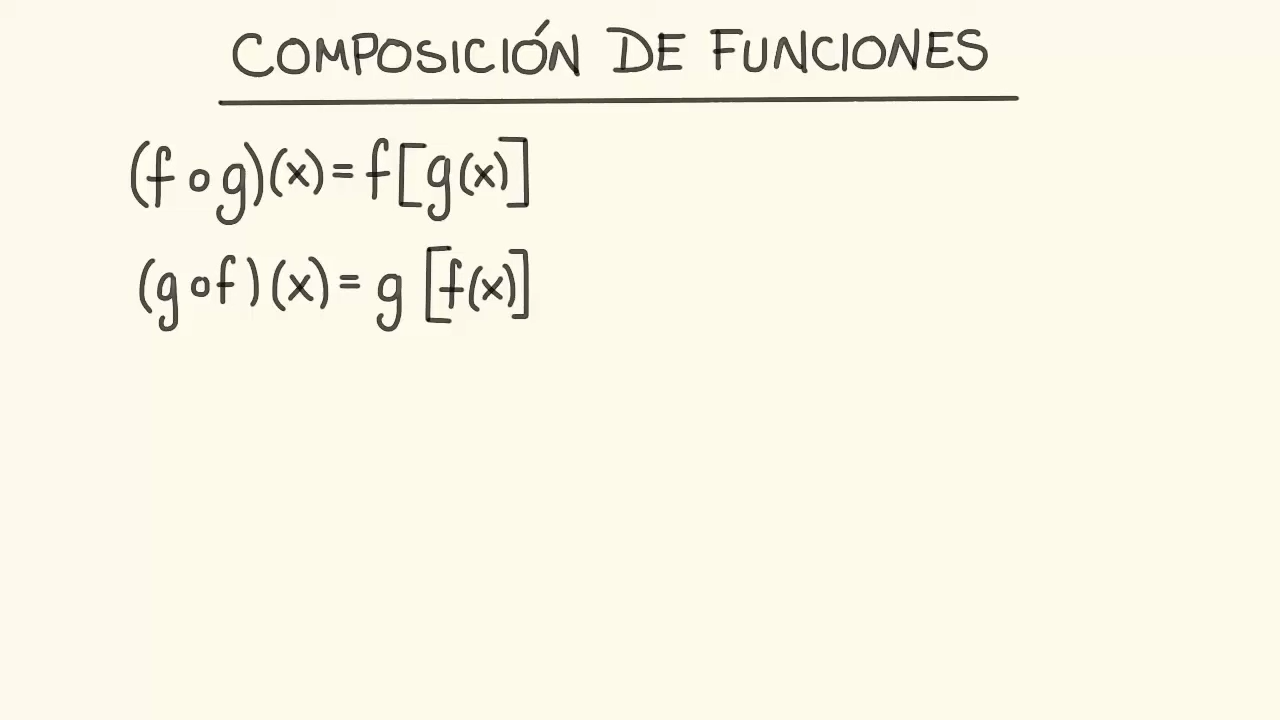 COMPOSICIÓN DE FUNCIONES
(f∘g)(x)=f[g(x)]
(g∘f)(x)=g[f(x)]